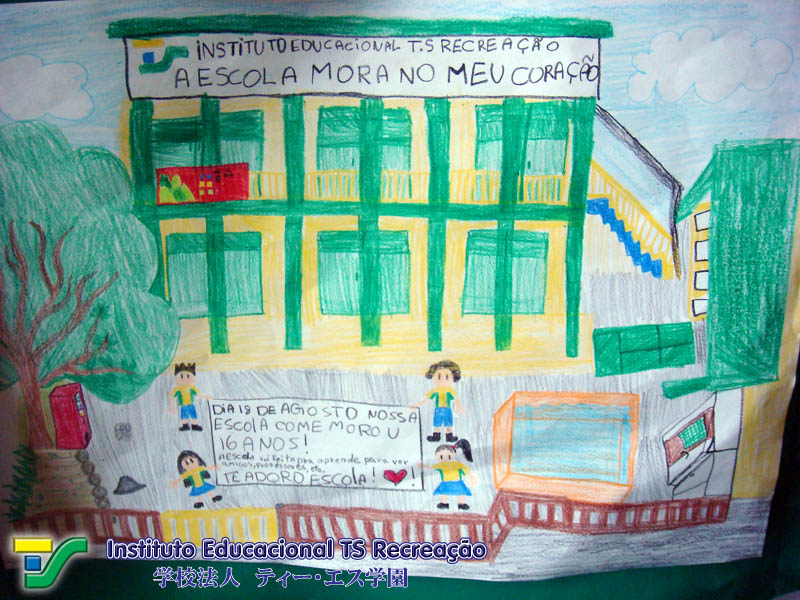 INSTITUTO EDUCACIONAL T.S RECREAÇÃO
A ESCOLA MORA NO MEU CORAÇÃO
DIA 18 DE AGOSTO NOSSA
ESCOLA COMEMOROU
16 ANOS!
A Escola foi feita pra aprende para ver
amigos, professores, etc.
TE ADORO ESCOLA! !
Instituto Educacional TS Recreação
学校法人 ティー・エス学園